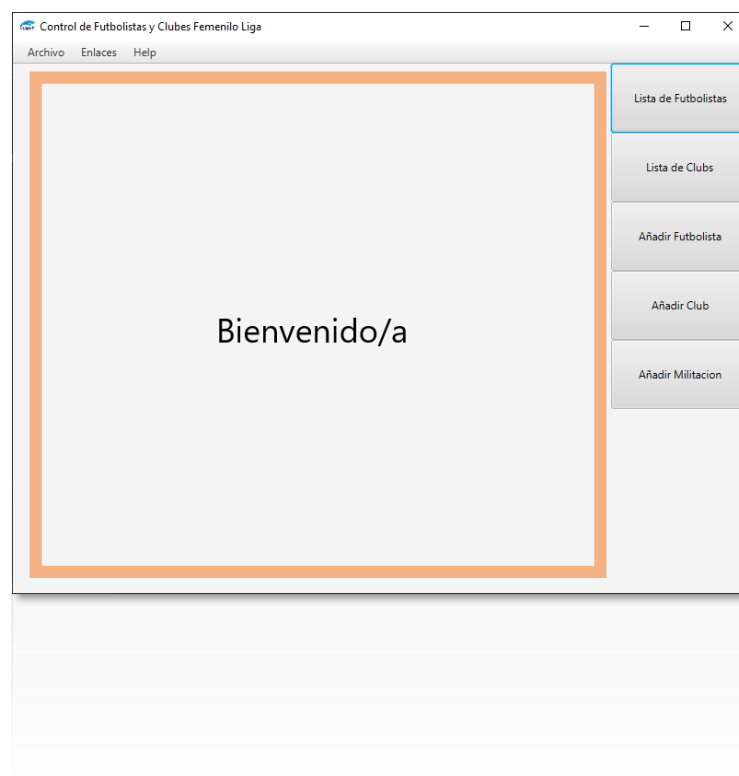 Control de Futbolistas y Clubes Femenilo Liga
Archivo Enlaces Help
Lista de Futbolistas
Lista de Clubs
Añadir Futbolista
Añadir Club
Añadir Militacion
Bienvenido/a